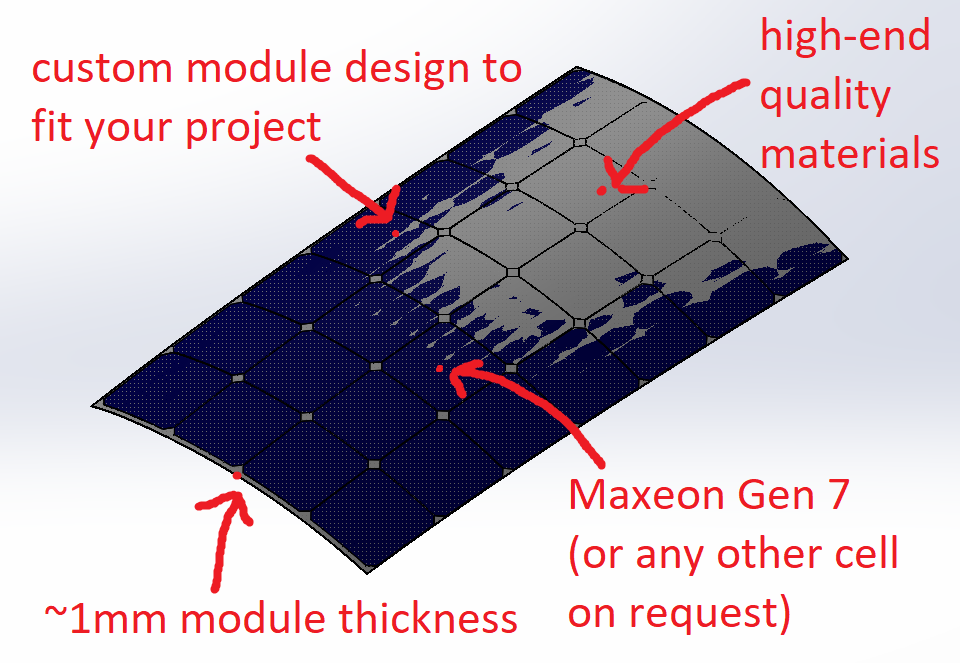 custom module design to
fit your project
high-end
quality
materials
Maxeon Gen 7
(or any other cell
on request)
~1mm module thickness